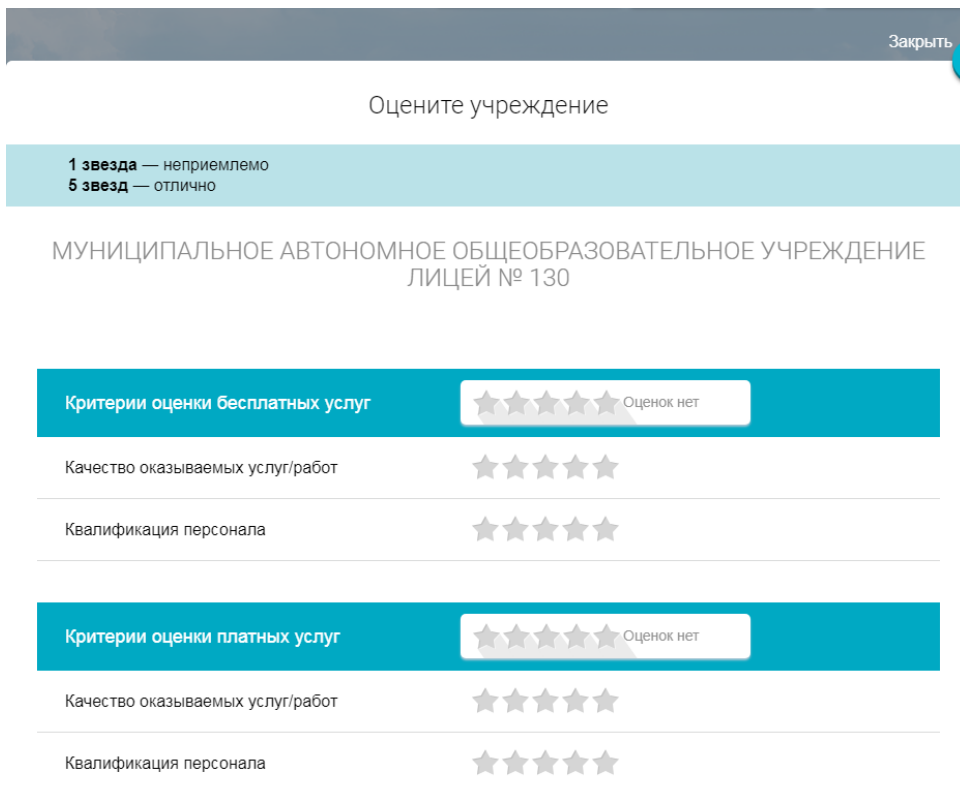 Закрыть
Оцените учреждение
1 звезда — неприемлемо
5 звезд — отлично
МУНИЦИПАЛЬНОЕ АВТОНОМНОЕ ОБЩЕОБРАЗОВАТЕЛЬНОЕ УЧРЕЖДЕНИЕ
ЛИЦЕЙ № 130
Критерии оценки бесплатных услуг Оценок нет
Качество оказываемых услуг/работ
Квалификация персонала
Критерии оценки платных услуг Оценок нет
Качество оказываемых услуг/работ
Квалификация персонала